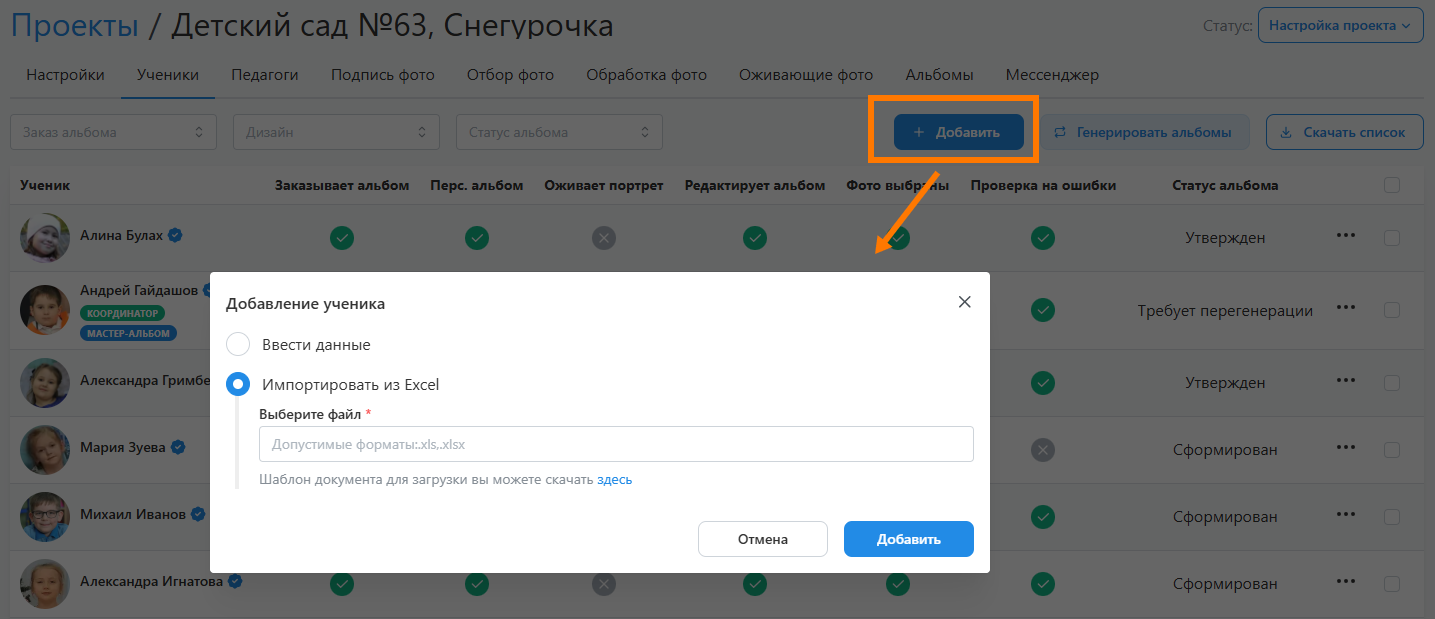 Проекты / Детский сад №63, Снегурочка
Статус: Настройка проекта
Настройки Ученики Педагоги Подпись фото Отбор фото Обработка фото Оживающие фото Альбомы Мессенджер
Заказ альбома Дизайн Статус альбома + Добавить Генерировать альбомы Скачать список
Ученик Заказывает альбом Перс. альбом Оживает портрет Редактирует альбом Фото выбраны Проверка на ошибки Статус альбома
Алина Булах Утвержден
Андрей Гайдашов
КООРДИНАТОР
МАСТЕР-АЛЬБОМ
Требует перегенерации
Александра Гримбе Утвержден
Мария Зуева Сформирован
Михаил Иванов Сформирован
Александра Игнатова Сформирован
Добавление ученика
Ввести данные
Импортировать из Excel
Выберите файл *
Допустимые форматы:.xls,.xlsx
Шаблон документа для загрузки вы можете скачать здесь
Отмена Добавить